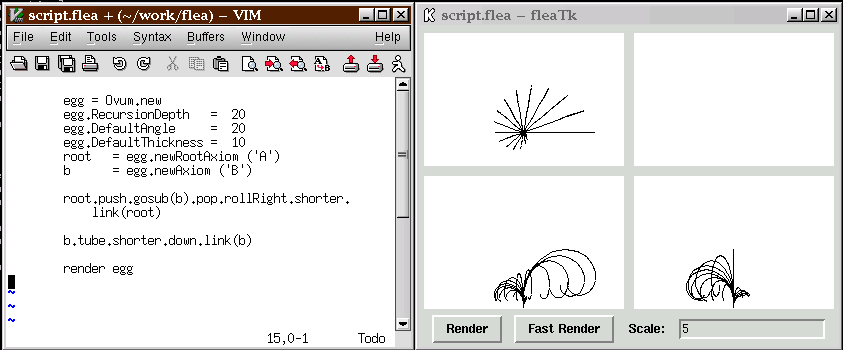 script.flea + (~/work/flea) – VIM
File Edit Tools Syntax Buffers Window Help
egg = Ovum.new
egg.RecursionDepth   =  20
egg.DefaultAngle     =  20
egg.DefaultThickness =  10
root   = egg.newRootAxiom ('A')
b      = egg.newAxiom ('B')
root.push.gosub(b).pop.rollRight.shorter.
link(root)
b.tube.shorter.down.link(b)
render egg
~
~
~
15,0-1 Todo
script.flea – fleaTk
Render Fast Render Scale: 5